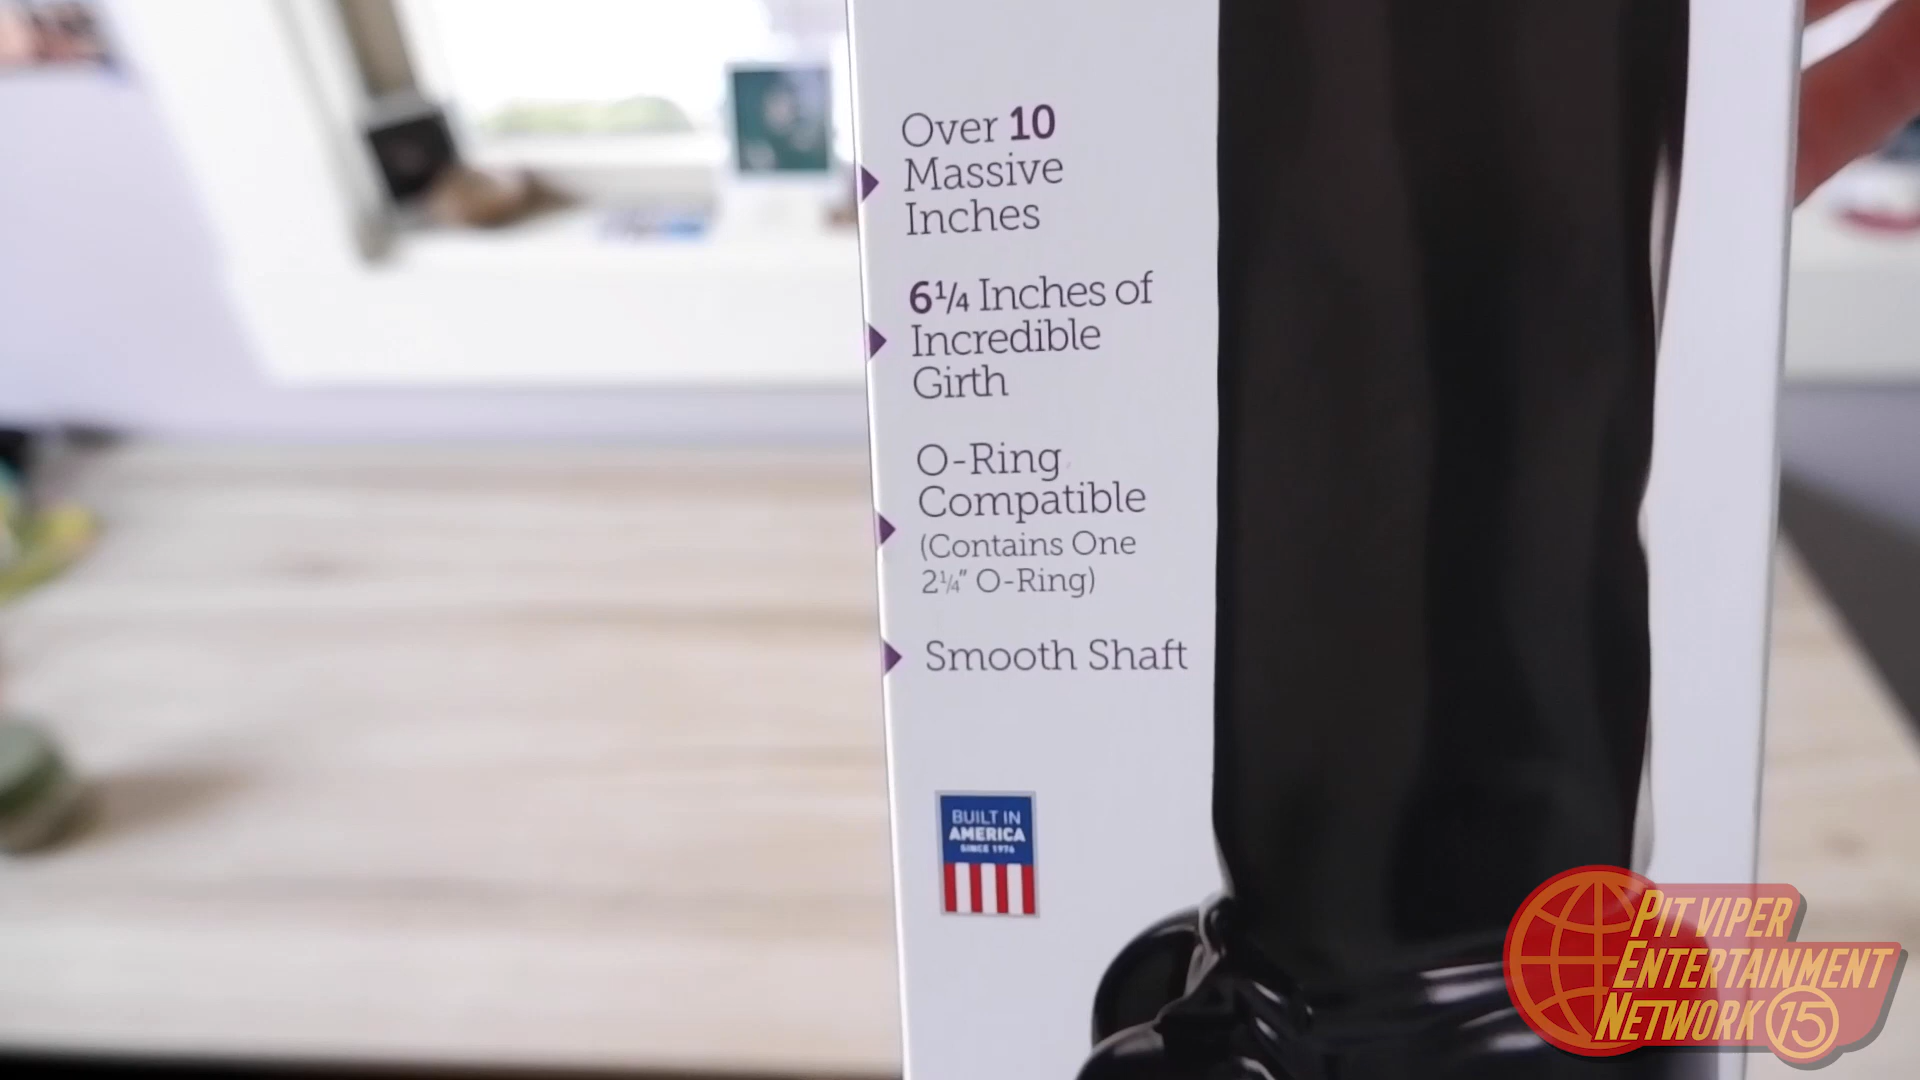 Over 10
Massive
Inches
6¼ Inches of
Incredible
Girth
O-Ring
Compatible
(Contains One
2¼" O-Ring)
Smooth Shaft
BUILT IN
AMERICA
SINCE 1976
PIT VIPER
ENTERTAINMENT
NETWORK 15